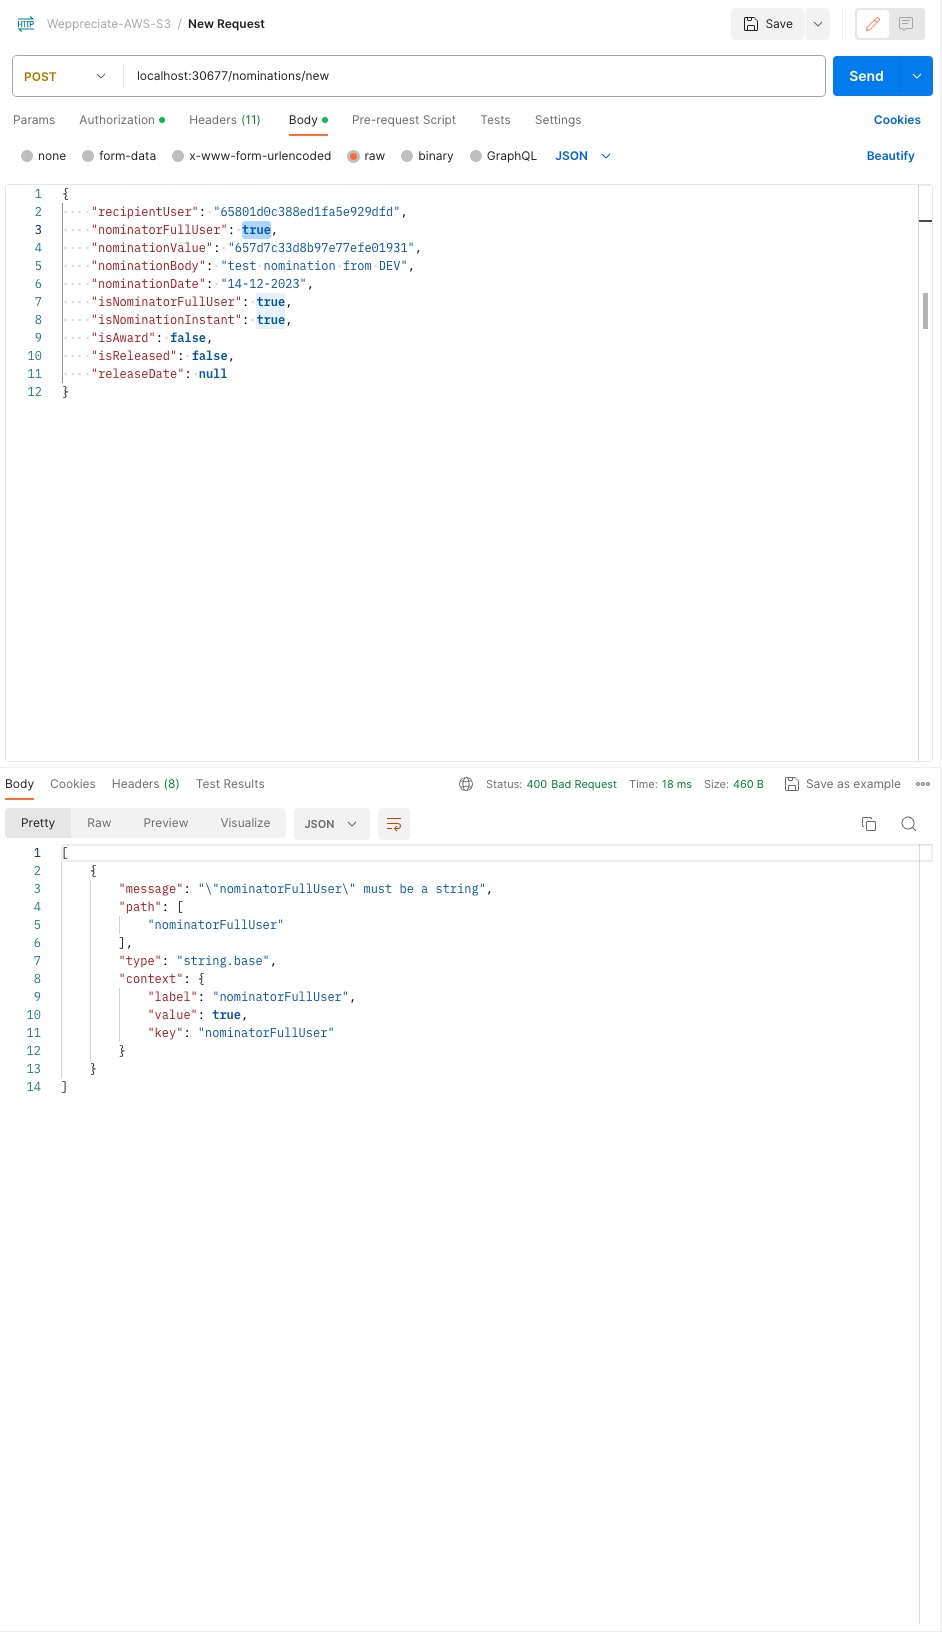 HTTP Weppreciate-AWS-S3 / New Request Save
POST localhost:30677/nominations/new Send
Params Authorization Headers (11) Body Pre-request Script Tests Settings Cookies
none form-data x-www-form-urlencoded raw binary GraphQL JSON Beautify
1 {
2 ····"recipientUser":·"65801d0c388ed1fa5e929dfd",
3 ····"nominatorFullUser":·true,
4 ····"nominationValue":·"657d7c33d8b97e77efe01931",
5 ····"nominationBody":·"test·nomination·from·DEV",
6 ····"nominationDate":·"14-12-2023",
7 ····"isNominatorFullUser":·true,
8 ····"isNominationInstant":·true,
9 ····"isAward":·false,
10 ····"isReleased":·false,
11 ····"releaseDate":·null
12 }
Body Cookies Headers (8) Test Results Status: 400 Bad Request Time: 18 ms Size: 460 B Save as example
Pretty Raw Preview Visualize JSON
1 [
2 {
3 "message": "\"nominatorFullUser\" must be a string",
4 "path": [
5 "nominatorFullUser"
6 ],
7 "type": "string.base",
8 "context": {
9 "label": "nominatorFullUser",
10 "value": true,
11 "key": "nominatorFullUser"
12 }
13 }
14 ]